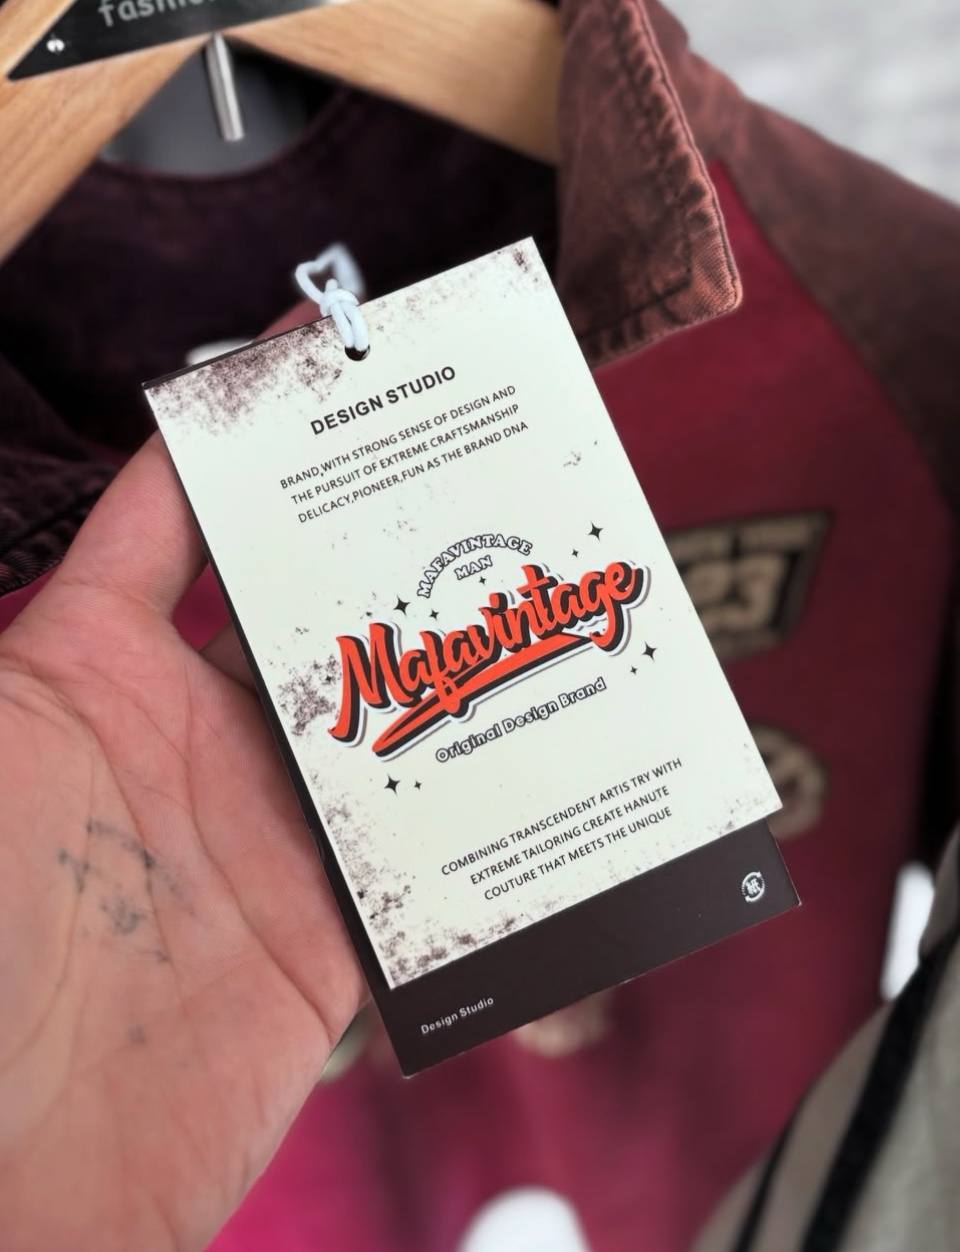 DESIGN STUDIO
BRAND,WITH STRONG SENSE OF DESIGN AND
THE PURSUIT OF EXTREME CRAFTSMANSHIP
DELICACY,PIONEER,FUN AS THE BRAND DNA
MAFAVINTAGE
MAN
Mafavintage
Original Design Brand
COMBINING TRANSCENDENT ARTIS TRY WITH
EXTREME TAILORING CREATE HANUTE
COUTURE THAT MEETS THE UNIQUE
Design Studio